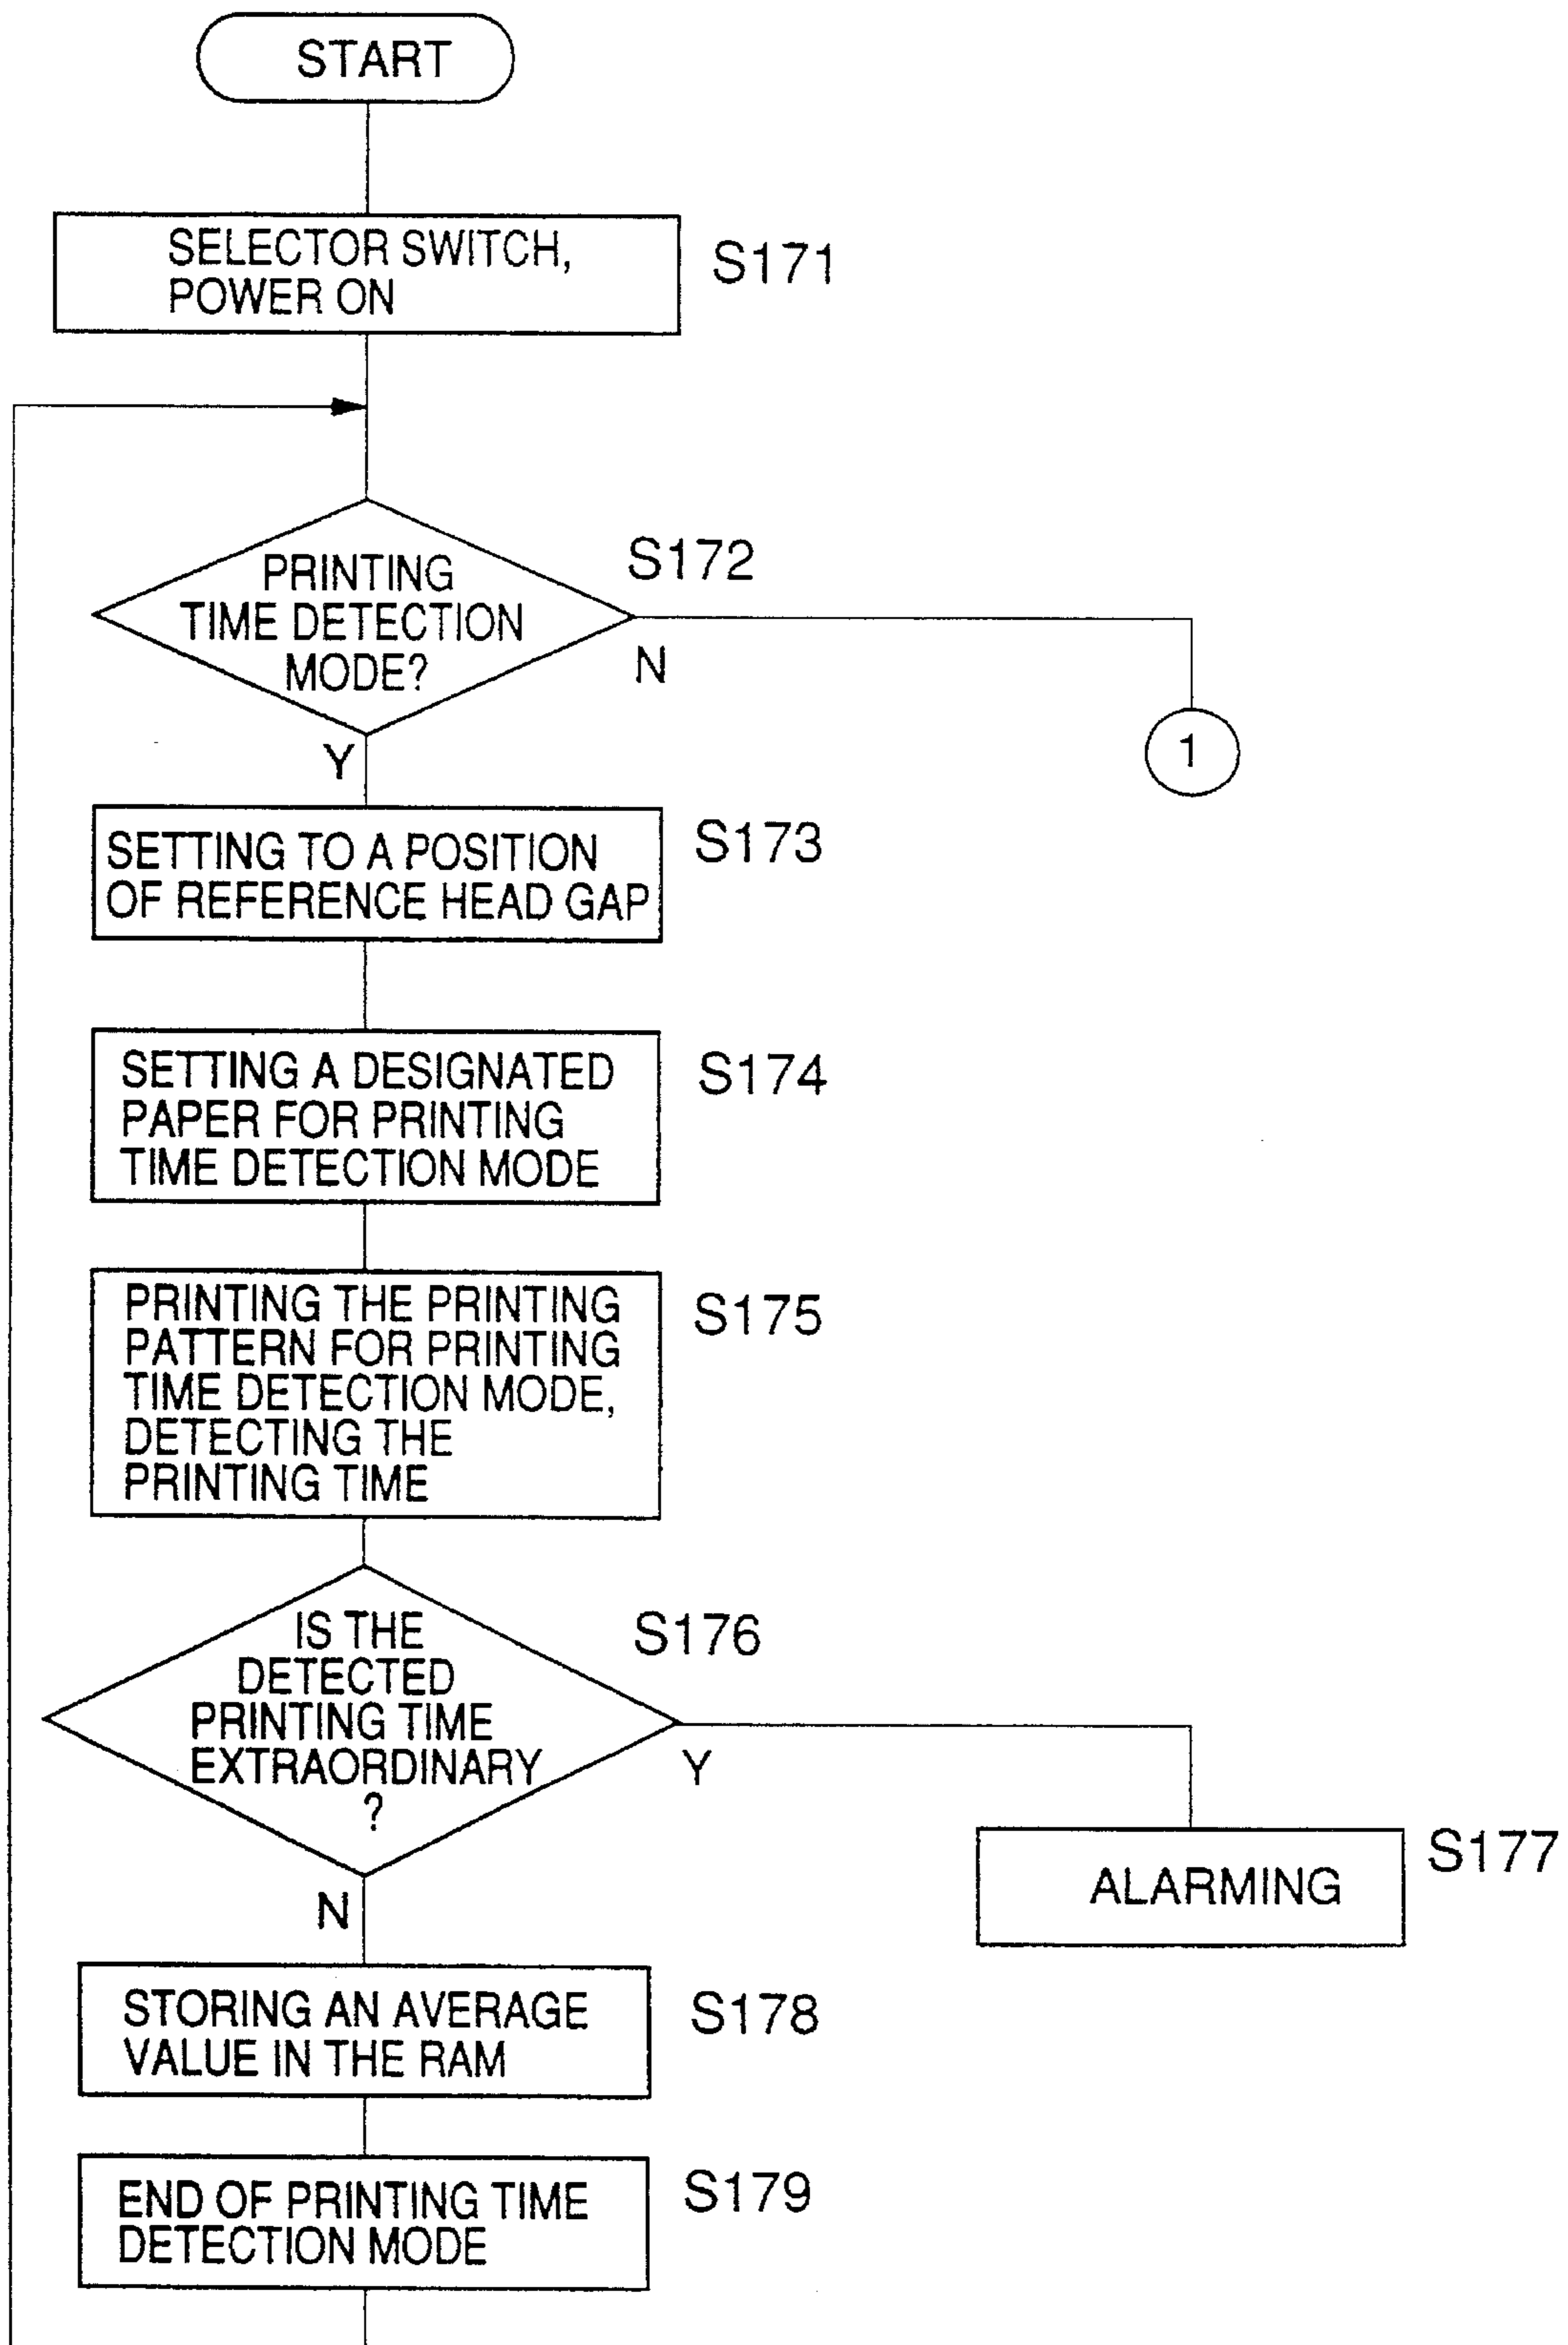 START
SELECTOR SWITCH,
POWER ON
S171
PRINTING
TIME DETECTION
MODE?
S172
N
1
Y
SETTING TO A POSITION
OF REFERENCE HEAD GAP
S173
SETTING A DESIGNATED
PAPER FOR PRINTING
TIME DETECTION MODE
S174
PRINTING THE PRINTING
PATTERN FOR PRINTING
TIME DETECTION MODE,
DETECTING THE
PRINTING TIME
S175
IS THE
DETECTED
PRINTING TIME
EXTRAORDINARY
?
S176
Y
ALARMING
S177
N
STORING AN AVERAGE
VALUE IN THE RAM
S178
END OF PRINTING TIME
DETECTION MODE
S179